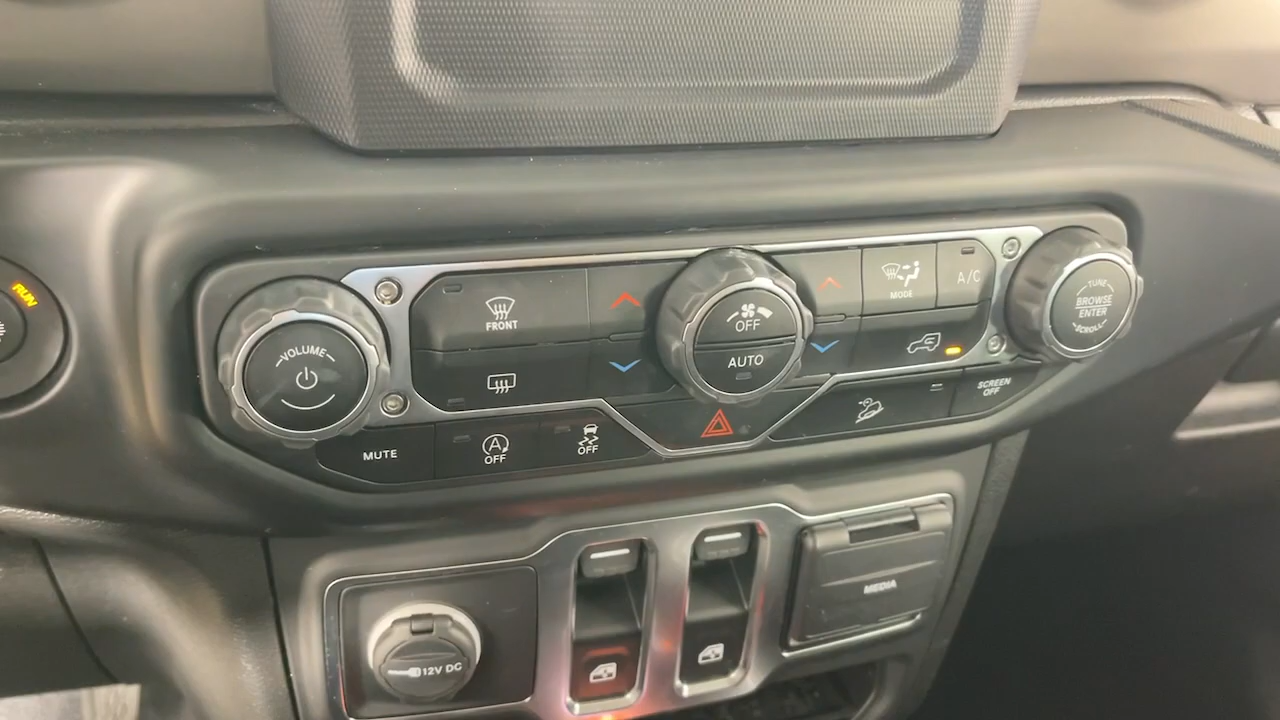 RUN
VOLUME
FRONT
OFF
AUTO
MODE
A/C
TUNE
BROWSE
ENTER
SCROLL
MUTE
A
OFF
OFF
SCREEN
OFF
12V DC
MEDIA